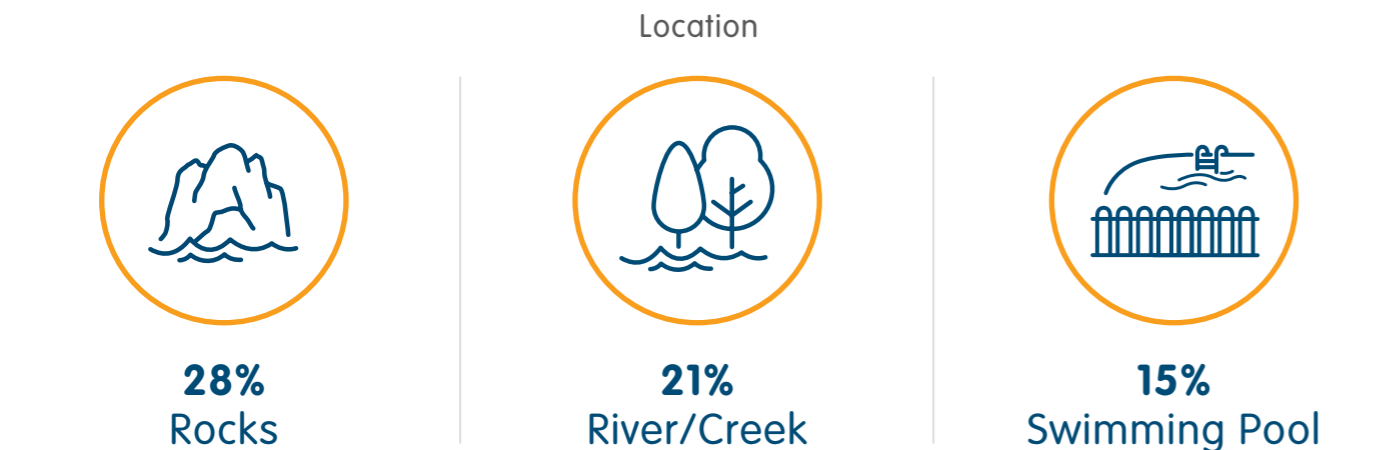 Location
28%
Rocks
21%
River/Creek
15%
Swimming Pool